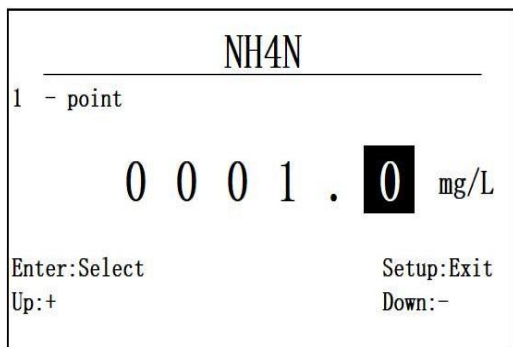 NH4N
1 - point
0 0 0 1 . 0 mg/L
Enter:Select Setup:Exit
Up:+ Down:-